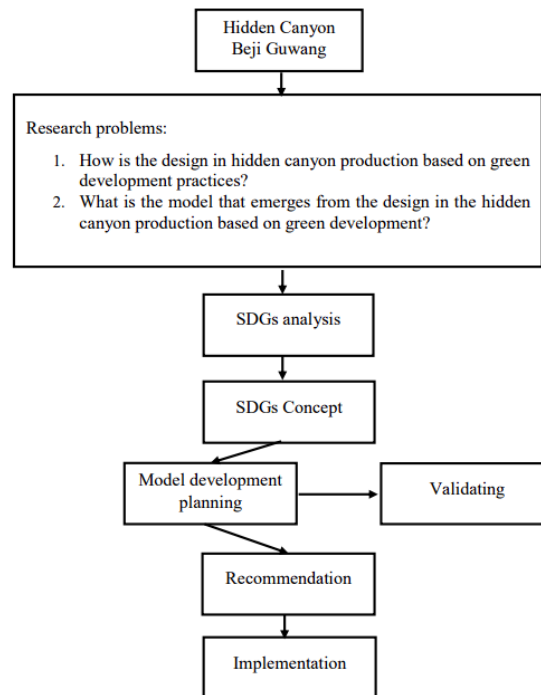 Hidden Canyon
Beji Guwang
Research problems:
1. How is the design in hidden canyon production based on green
development practices?
2. What is the model that emerges from the design in the hidden
canyon production based on green development?
SDGs analysis
SDGs Concept
Model development
planning
Validating
Recommendation
Implementation